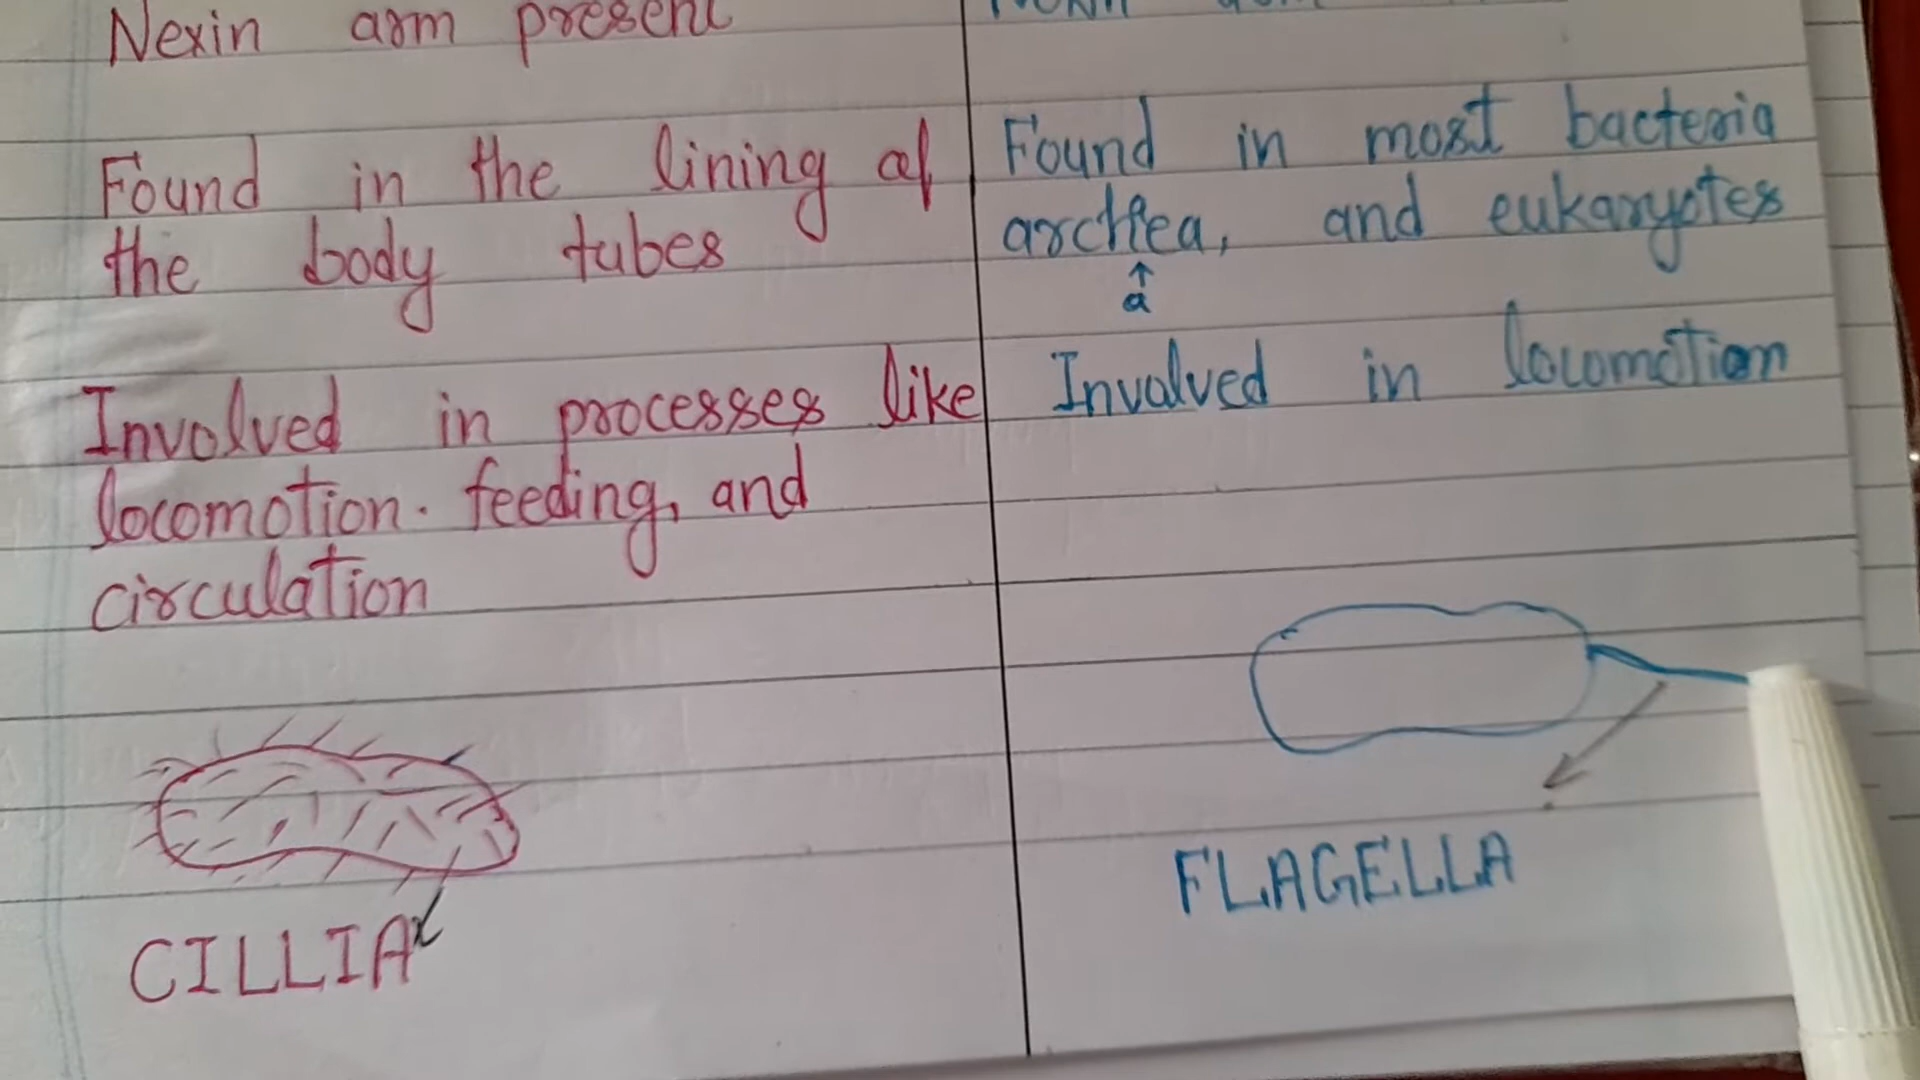 Nexin arm present
Found in the lining of
the body tubes
Involved in processes like
locomotion. feeding, and
circulation
CILLIA
Found in most bacteria
archea, and eukaryotes
a
Involved in locomotion
FLAGELLA